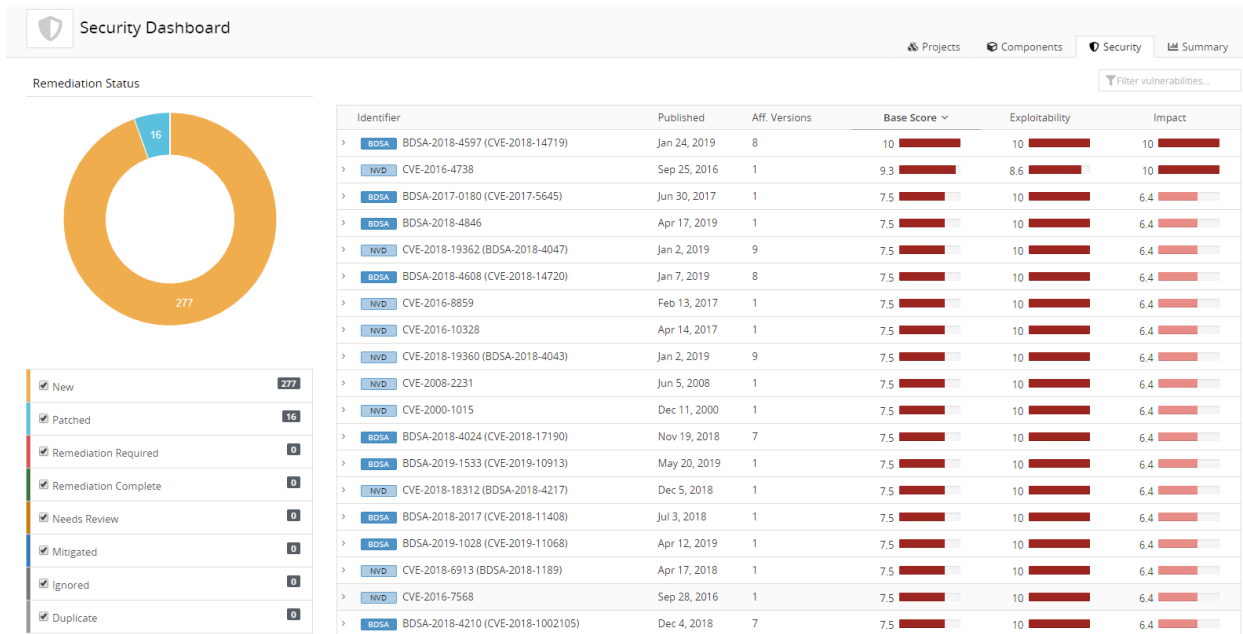 Security Dashboard
Projects Components Security Summary
Remediation Status
Filter vulnerabilities...
16
277
New 277
Patched 16
Remediation Required 0
Remediation Complete 0
Needs Review 0
Mitigated 0
Ignored 0
Duplicate 0
Identifier Published Aff. Versions Base Score Exploitability Impact
BDSA BDSA-2018-4597 (CVE-2018-14719) Jan 24, 2019 8 10 10 10
NVD CVE-2016-4738 Sep 25, 2016 1 9.3 8.6 10
BDSA BDSA-2017-0180 (CVE-2017-5645) Jun 30, 2017 1 7.5 10 6.4
BDSA BDSA-2018-4846 Apr 17, 2019 1 7.5 10 6.4
NVD CVE-2018-19362 (BDSA-2018-4047) Jan 2, 2019 9 7.5 10 6.4
BDSA BDSA-2018-4608 (CVE-2018-14720) Jan 7, 2019 8 7.5 10 6.4
NVD CVE-2016-8859 Feb 13, 2017 1 7.5 10 6.4
NVD CVE-2016-10328 Apr 14, 2017 1 7.5 10 6.4
NVD CVE-2018-19360 (BDSA-2018-4043) Jan 2, 2019 9 7.5 10 6.4
NVD CVE-2008-2231 Jun 5, 2008 1 7.5 10 6.4
NVD CVE-2000-1015 Dec 11, 2000 1 7.5 10 6.4
BDSA BDSA-2018-4024 (CVE-2018-17190) Nov 19, 2018 7 7.5 10 6.4
BDSA BDSA-2019-1533 (CVE-2019-10913) May 20, 2019 1 7.5 10 6.4
NVD CVE-2018-18312 (BDSA-2018-4217) Dec 5, 2018 1 7.5 10 6.4
BDSA BDSA-2018-2017 (CVE-2018-11408) Jul 3, 2018 1 7.5 10 6.4
BDSA BDSA-2019-1028 (CVE-2019-11068) Apr 12, 2019 1 7.5 10 6.4
NVD CVE-2018-6913 (BDSA-2018-1189) Apr 17, 2018 1 7.5 10 6.4
NVD CVE-2016-7568 Sep 28, 2016 1 7.5 10 6.4
BDSA BDSA-2018-4210 (CVE-2018-1002105) Dec 4, 2018 7 7.5 10 6.4